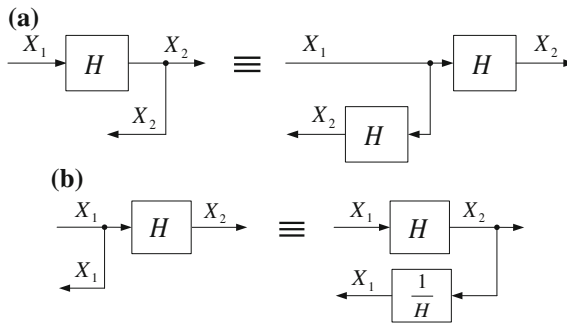 (a)
X₁ H X₂ ≡ X₁ H X₂
X₂ X₂ H
(b)
X₁ H X₂ ≡ X₁ H X₂
X₁ X₁ 1/H